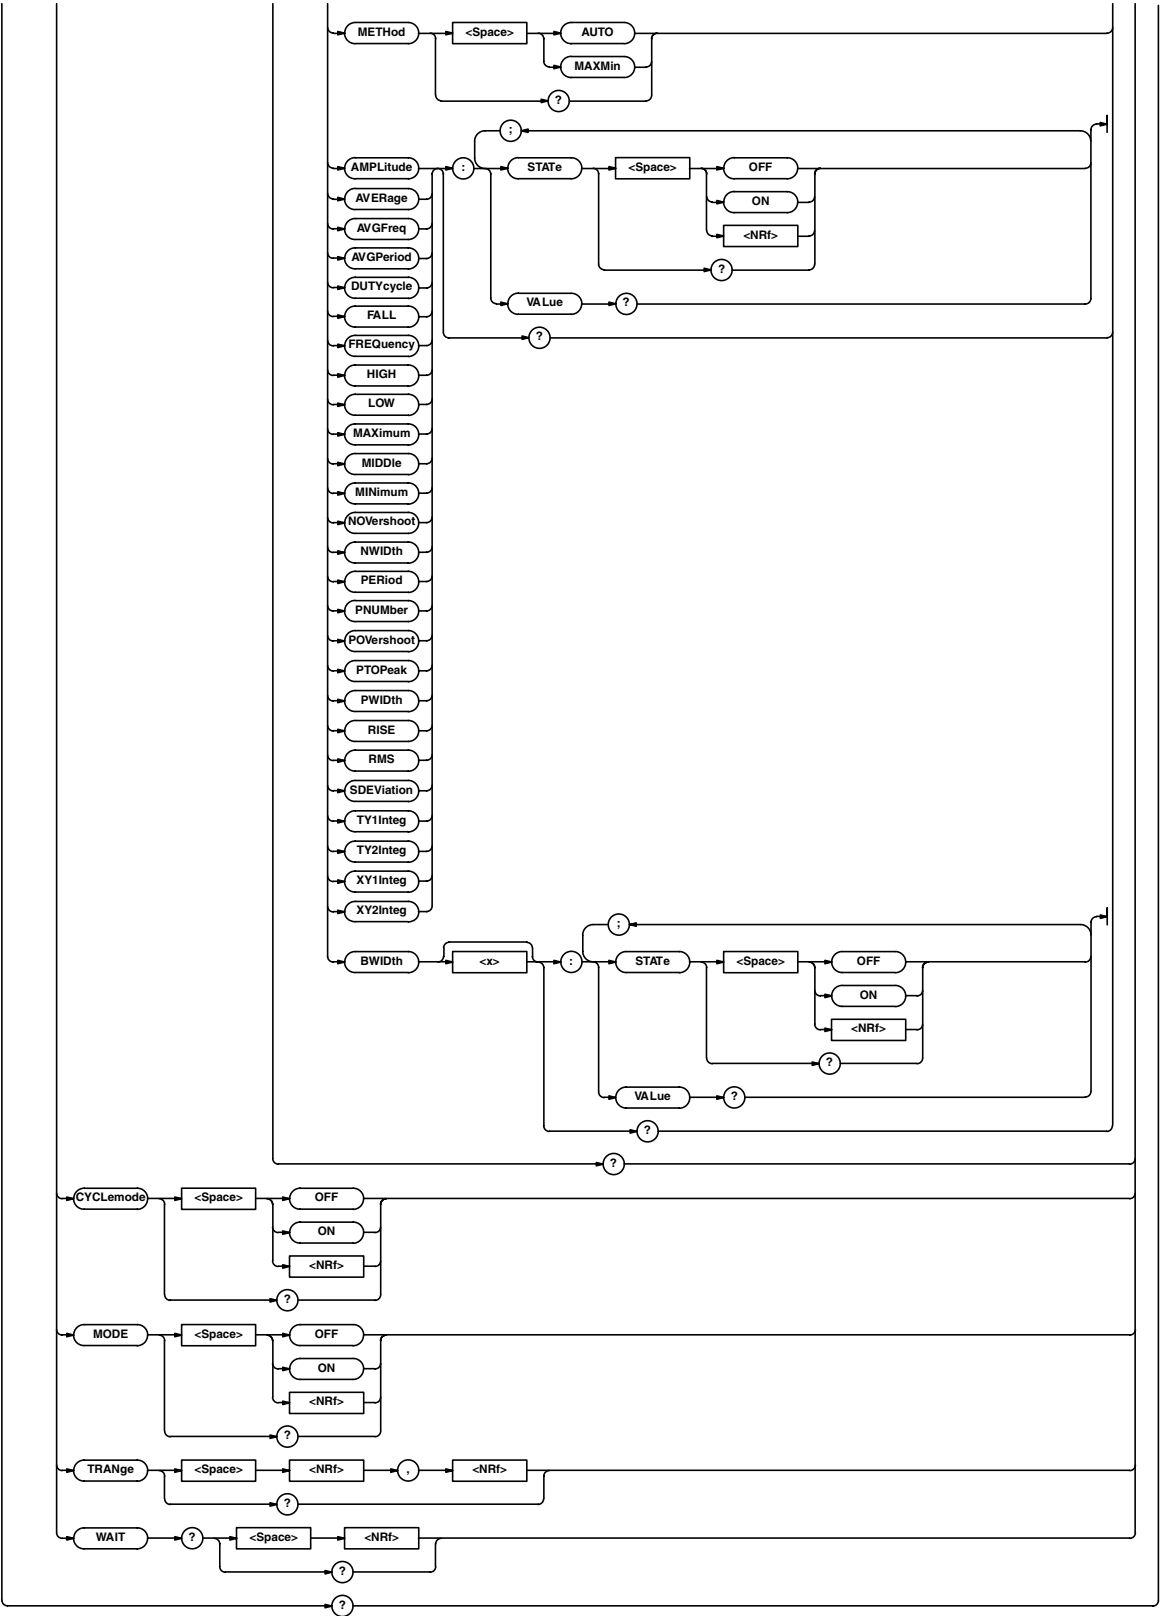 METHod <Space> AUTO
MAXMin
?
;
AMPLitude : STATe <Space> OFF
AVERage
ON
AVGFreq
<NRf>
AVGPeriod
?
DUTYcycle
VALue ?
FALL
?
FREQuency
HIGH
LOW
MAXimum
MIDDle
MINimum
NOVershoot
NWIDth
PERiod
PNUMber
POVershoot
PTOPeak
PWIDth
RISE
RMS
SDEViation
TY1Integ
TY2Integ
XY1Integ
XY2Integ
;
BWIDth <x> : STATe <Space> OFF
ON
<NRf>
?
VALue ?
?
?
CYCLemode <Space> OFF
ON
<NRf>
?
MODE <Space> OFF
ON
<NRf>
?
TRANge <Space> <NRf> , <NRf>
?
WAIT ? <Space> <NRf>
?
?